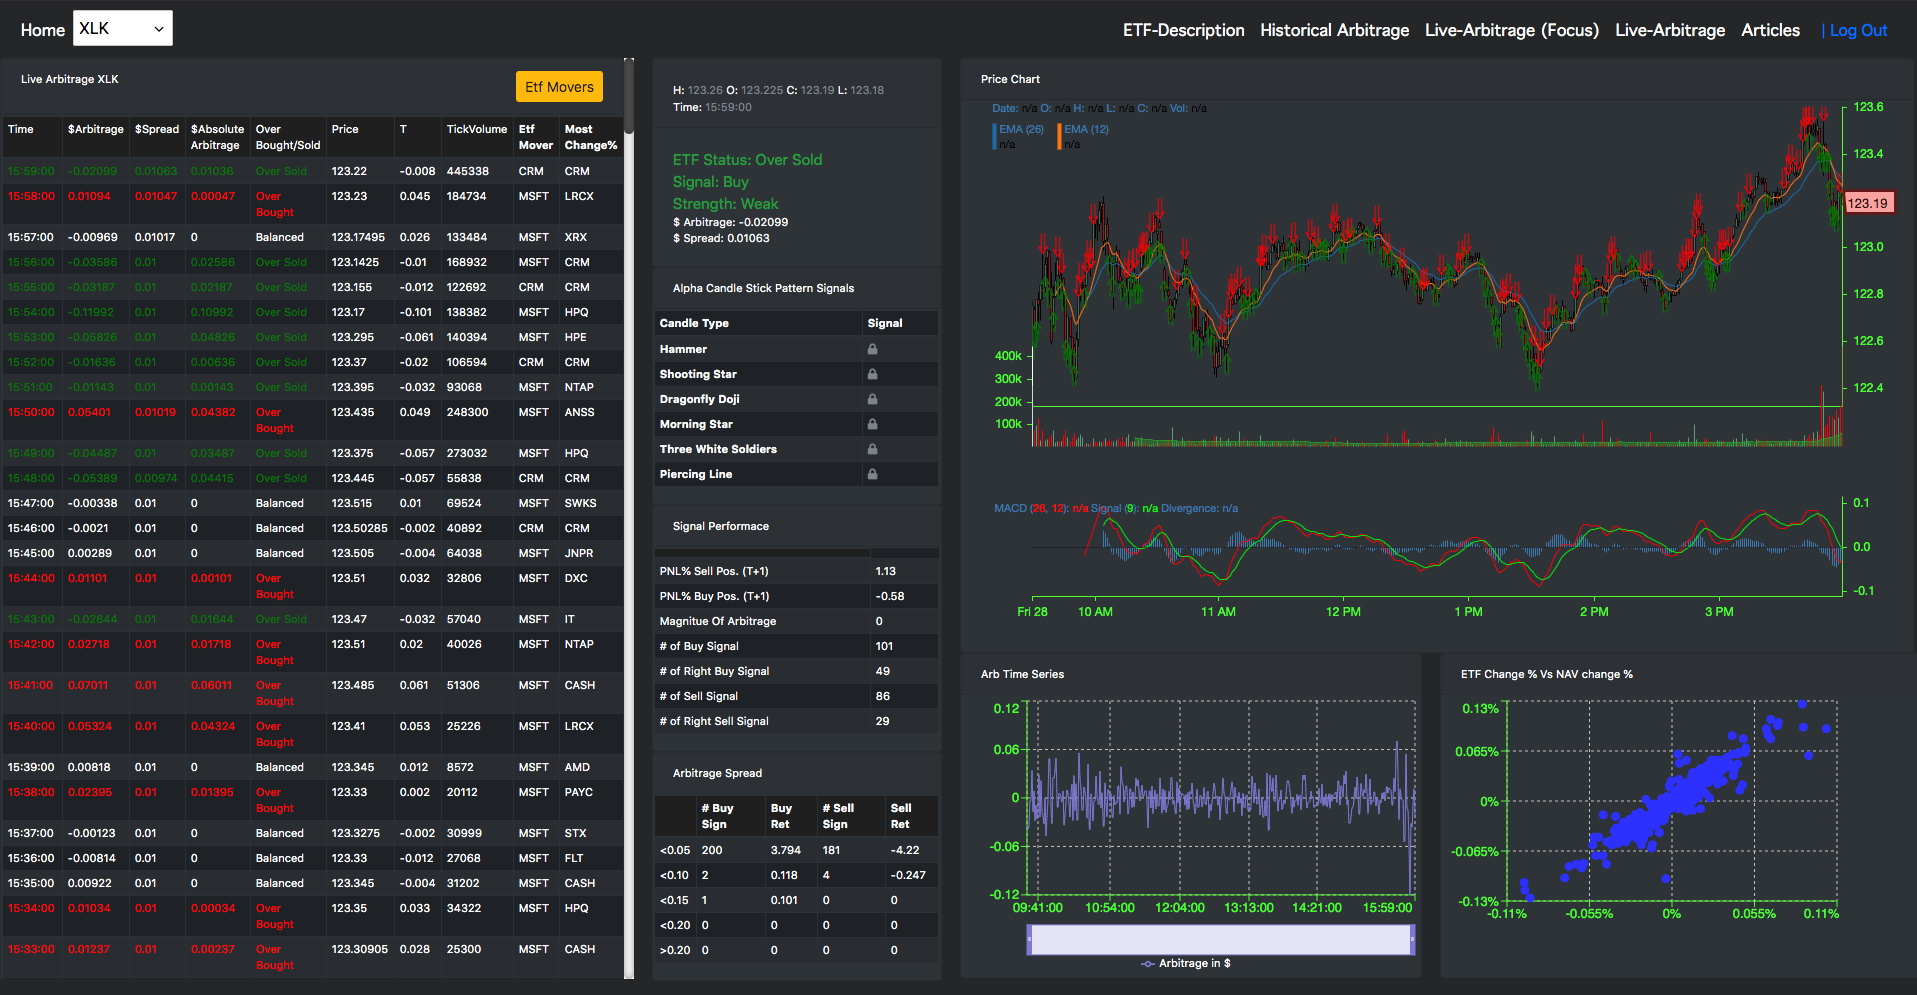 Home XLK ETF-Description Historical Arbitrage Live-Arbitrage (Focus) Live-Arbitrage Articles | Log Out
Live Arbitrage XLK
Etf Movers
Time $Arbitrage $Spread $Absolute Arbitrage Over Bought/Sold Price T TickVolume Etf Mover Most Change%
15:59:00 -0.02099 0.01063 0.01036 Over Sold 123.22 -0.008 445338 CRM CRM
15:58:00 0.01094 0.01047 0.00047 Over Bought 123.23 0.045 184734 MSFT LRCX
15:57:00 -0.00969 0.01017 0 Balanced 123.17495 0.026 133484 MSFT XRX
15:56:00 -0.03586 0.01 0.02586 Over Sold 123.1425 -0.01 168932 MSFT CRM
15:55:00 -0.03187 0.01 0.02187 Over Sold 123.155 -0.012 122692 CRM CRM
15:54:00 -0.11992 0.01 0.10992 Over Sold 123.17 -0.101 138382 MSFT HPQ
15:53:00 -0.05826 0.01 0.04826 Over Sold 123.295 -0.061 140394 MSFT HPE
15:52:00 -0.01636 0.01 0.00636 Over Sold 123.37 -0.02 106594 CRM CRM
15:51:00 -0.01143 0.01 0.00143 Over Sold 123.395 -0.032 93068 MSFT NTAP
15:50:00 0.05401 0.01019 0.04382 Over Bought 123.435 0.049 248300 MSFT ANSS
15:49:00 -0.04487 0.01 0.03487 Over Sold 123.375 -0.057 273032 MSFT HPQ
15:48:00 -0.05389 0.00974 0.04415 Over Sold 123.445 -0.057 55838 CRM CRM
15:47:00 -0.00338 0.01 0 Balanced 123.515 0.01 69524 MSFT SWKS
15:46:00 -0.0021 0.01 0 Balanced 123.50285 -0.002 40892 CRM CRM
15:45:00 0.00289 0.01 0 Balanced 123.505 -0.004 64038 MSFT JNPR
15:44:00 0.01101 0.01 0.00101 Over Bought 123.51 0.032 32806 MSFT DXC
15:43:00 -0.02644 0.01 0.01644 Over Sold 123.47 -0.032 57040 MSFT IT
15:42:00 0.02718 0.01 0.01718 Over Bought 123.51 0.02 40026 MSFT NTAP
15:41:00 0.07011 0.01 0.06011 Over Bought 123.485 0.061 51306 MSFT CASH
15:40:00 0.05324 0.01 0.04324 Over Bought 123.41 0.053 25226 MSFT LRCX
15:39:00 0.00818 0.01 0 Balanced 123.345 0.012 8572 MSFT AMD
15:38:00 0.02395 0.01 0.01395 Over Bought 123.33 0.002 20112 MSFT PAYC
15:37:00 -0.00123 0.01 0 Balanced 123.3275 -0.002 30999 MSFT STX
15:36:00 -0.00814 0.01 0 Balanced 123.33 -0.012 27068 MSFT FLT
15:35:00 0.00922 0.01 0 Balanced 123.345 -0.004 31202 MSFT CASH
15:34:00 0.01034 0.01 0.00034 Over Bought 123.35 0.033 34322 MSFT HPQ
15:33:00 0.01237 0.01 0.00237 Over Bought 123.30905 0.028 25300 MSFT CASH
H: 123.26 O: 123.225 C: 123.19 L: 123.18
Time: 15:59:00
ETF Status: Over Sold
Signal: Buy
Strength: Weak
$ Arbitrage: -0.02099
$ Spread: 0.01063
Alpha Candle Stick Pattern Signals
Candle Type Signal
Hammer
Shooting Star
Dragonfly Doji
Morning Star
Three White Soldiers
Piercing Line
Signal Performace
PNL% Sell Pos. (T+1) 1.13
PNL% Buy Pos. (T+1) -0.58
Magnitue Of Arbitrage 0
# of Buy Signal 101
# of Right Buy Signal 49
# of Sell Signal 86
# of Right Sell Signal 29
Arbitrage Spread
# Buy Sign Buy Ret # Sell Sign Sell Ret
<0.05 200 3.794 181 -4.22
<0.10 2 0.118 4 -0.247
<0.15 1 0.101 0 0
<0.20 0 0 0 0
>0.20 0 0 0 0
Price Chart
Date: n/a O: n/a H: n/a L: n/a C: n/a Vol: n/a
EMA (26) EMA (12)
n/a n/a
123.6
123.4
123.19
123.0
122.8
122.6
122.4
400k
300k
200k
100k
MACD (26, 12): n/a Signal (9): n/a Divergence: n/a
0.1
0.0
-0.1
Fri 28 10 AM 11 AM 12 PM 1 PM 2 PM 3 PM
Arb Time Series
0.12
0.06
0
-0.06
-0.12
09:41:00 10:54:00 12:04:00 13:13:00 14:21:00 15:59:00
Arbitrage in $
ETF Change % Vs NAV change %
0.13%
0.065%
0%
-0.065%
-0.13%
-0.11% -0.055% 0% 0.055% 0.11%